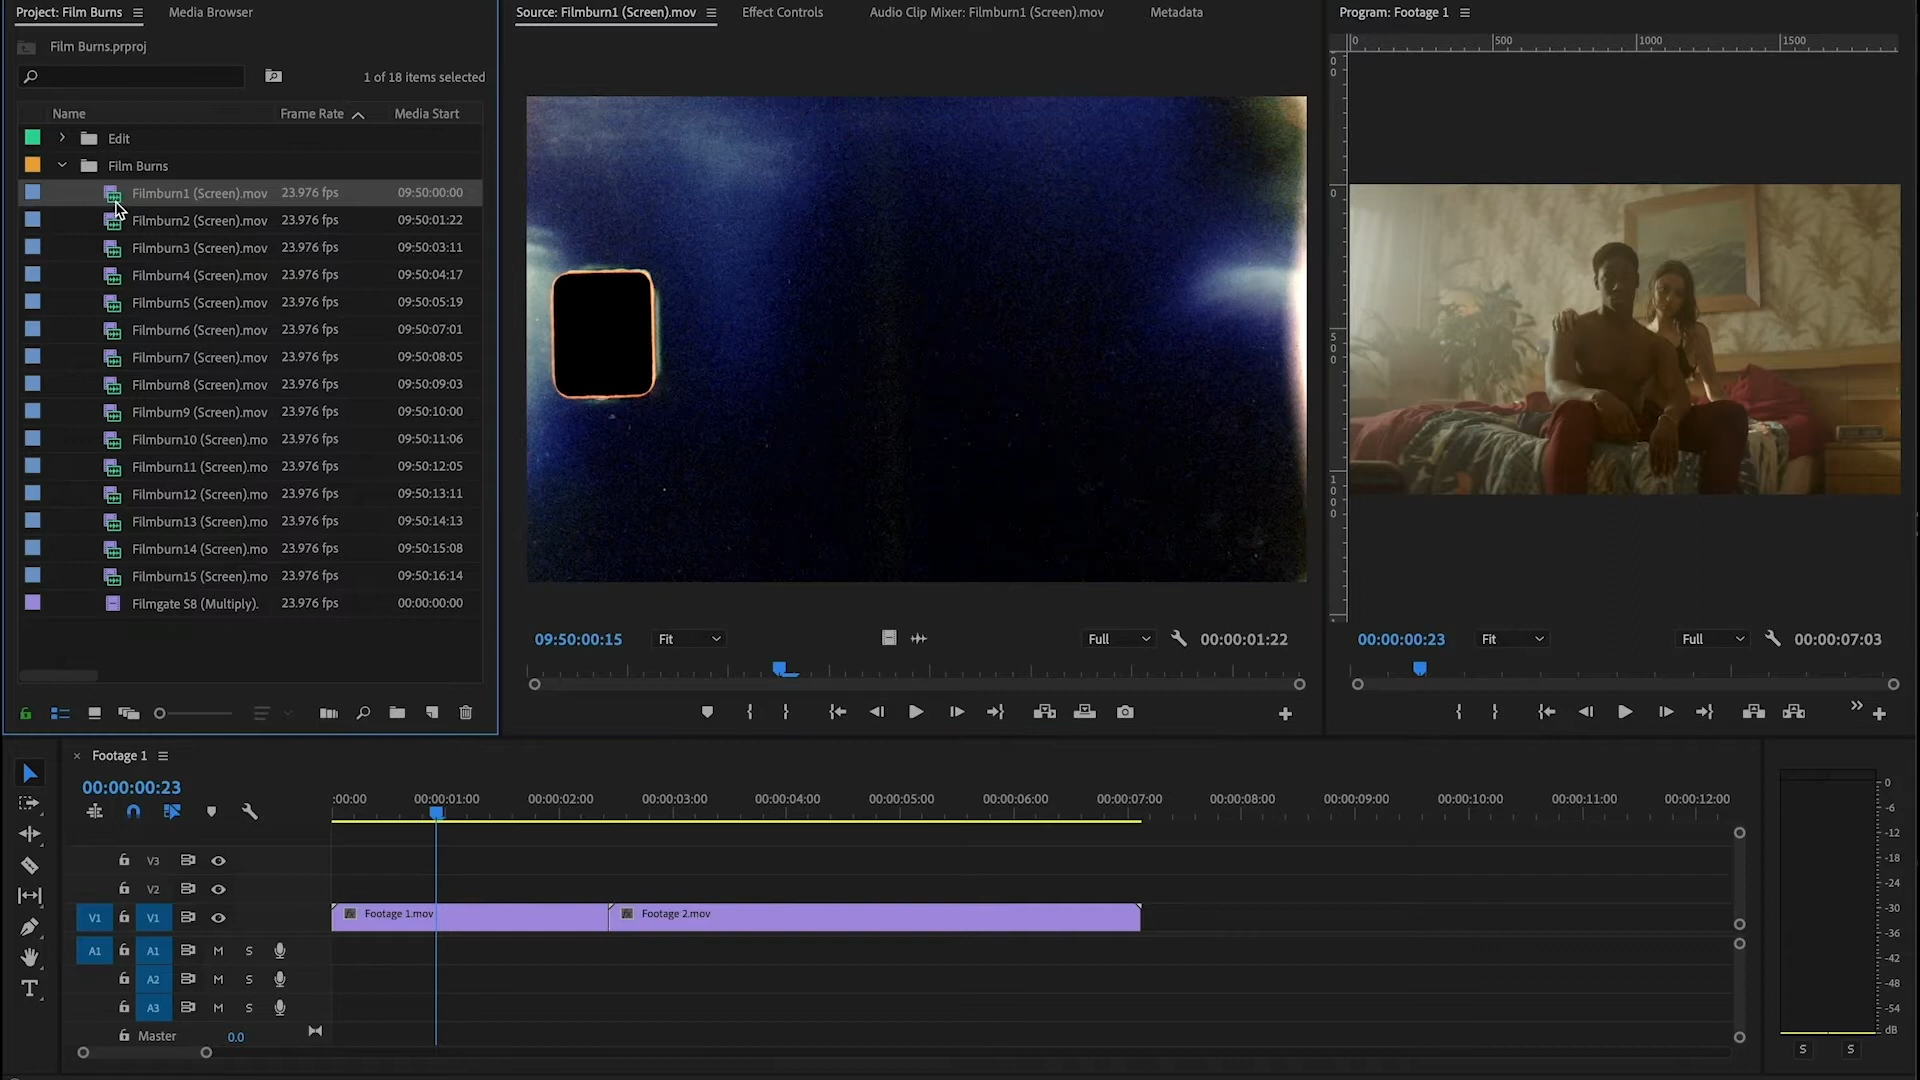 Project: Film Burns
Media Browser
Film Burns.prproj
1 of 18 items selected
Name Frame Rate Media Start
Edit
Film Burns
Filmburn1 (Screen).mov 23.976 fps 09:50:00:00
Filmburn2 (Screen).mov 23.976 fps 09:50:01:22
Filmburn3 (Screen).mov 23.976 fps 09:50:03:11
Filmburn4 (Screen).mov 23.976 fps 09:50:04:17
Filmburn5 (Screen).mov 23.976 fps 09:50:05:19
Filmburn6 (Screen).mov 23.976 fps 09:50:07:01
Filmburn7 (Screen).mov 23.976 fps 09:50:08:05
Filmburn8 (Screen).mov 23.976 fps 09:50:09:03
Filmburn9 (Screen).mov 23.976 fps 09:50:10:00
Filmburn10 (Screen).mo 23.976 fps 09:50:11:06
Filmburn11 (Screen).mo 23.976 fps 09:50:12:05
Filmburn12 (Screen).mo 23.976 fps 09:50:13:11
Filmburn13 (Screen).mo 23.976 fps 09:50:14:13
Filmburn14 (Screen).mo 23.976 fps 09:50:15:08
Filmburn15 (Screen).mo 23.976 fps 09:50:16:14
Filmgate S8 (Multiply). 23.976 fps 00:00:00:00
Source: Filmburn1 (Screen).mov
Effect Controls
Audio Clip Mixer: Filmburn1 (Screen).mov
Metadata
09:50:00:15 Fit Full 00:00:01:22
Program: Footage 1
0 500 1000 1500
0
0
0
500
1000
00:00:00:23 Fit Full 00:00:07:03
× Footage 1
00:00:00:23
:00:00 00:00:01:00 00:00:02:00 00:00:03:00 00:00:04:00 00:00:05:00 00:00:06:00 00:00:07:00 00:00:08:00 00:00:09:00 00:00:10:00 00:00:11:00 00:00:12:00
V3
V2
V1 V1 Footage 1.mov Footage 2.mov
A1 A1 M S
A2 M S
A3 M S
Master 0.0
0
-6
-12
-18
-24
-30
-36
-42
-48
-54
dB
S S